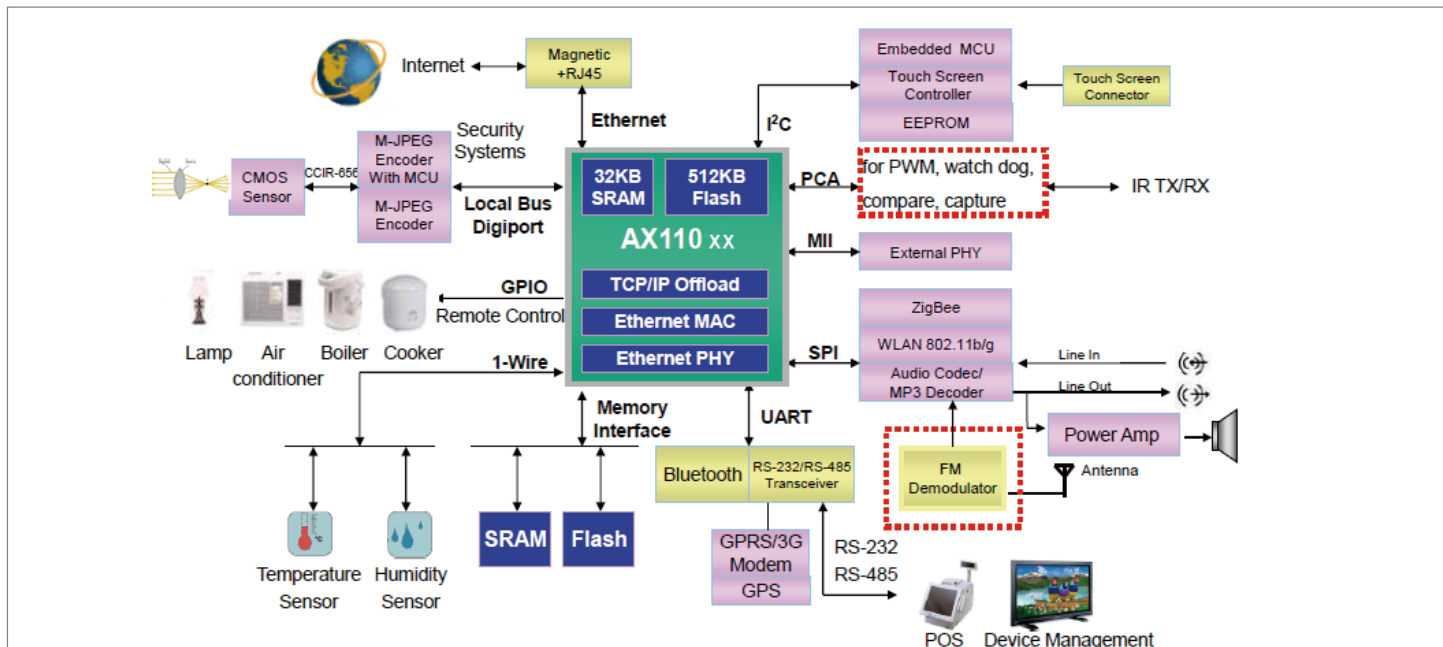 Internet
Magnetic
+RJ45
Ethernet
Embedded MCU
Touch Screen
Controller
EEPROM
Touch Screen
Connector
I²C
light
lens
CMOS
Sensor
CCIR-656
M-JPEG
Encoder
With MCU
M-JPEG
Encoder
Security
Systems
Local Bus
Digiport
32KB
SRAM
512KB
Flash
AX110 xx
TCP/IP Offload
Ethernet MAC
Ethernet PHY
PCA
for PWM, watch dog,
compare, capture
IR TX/RX
MII
External PHY
GPIO
Remote Control
Lamp
Air
conditioner
Boiler
Cooker
SPI
ZigBee
WLAN 802.11b/g
Audio Codec/
MP3 Decoder
Line In
Line Out
Power Amp
FM
Demodulator
Antenna
1-Wire
Temperature
Sensor
Humidity
Sensor
Memory
Interface
SRAM
Flash
UART
Bluetooth
RS-232/RS-485
Transceiver
GPRS/3G
Modem
GPS
RS-232
RS-485
POS
Device Management